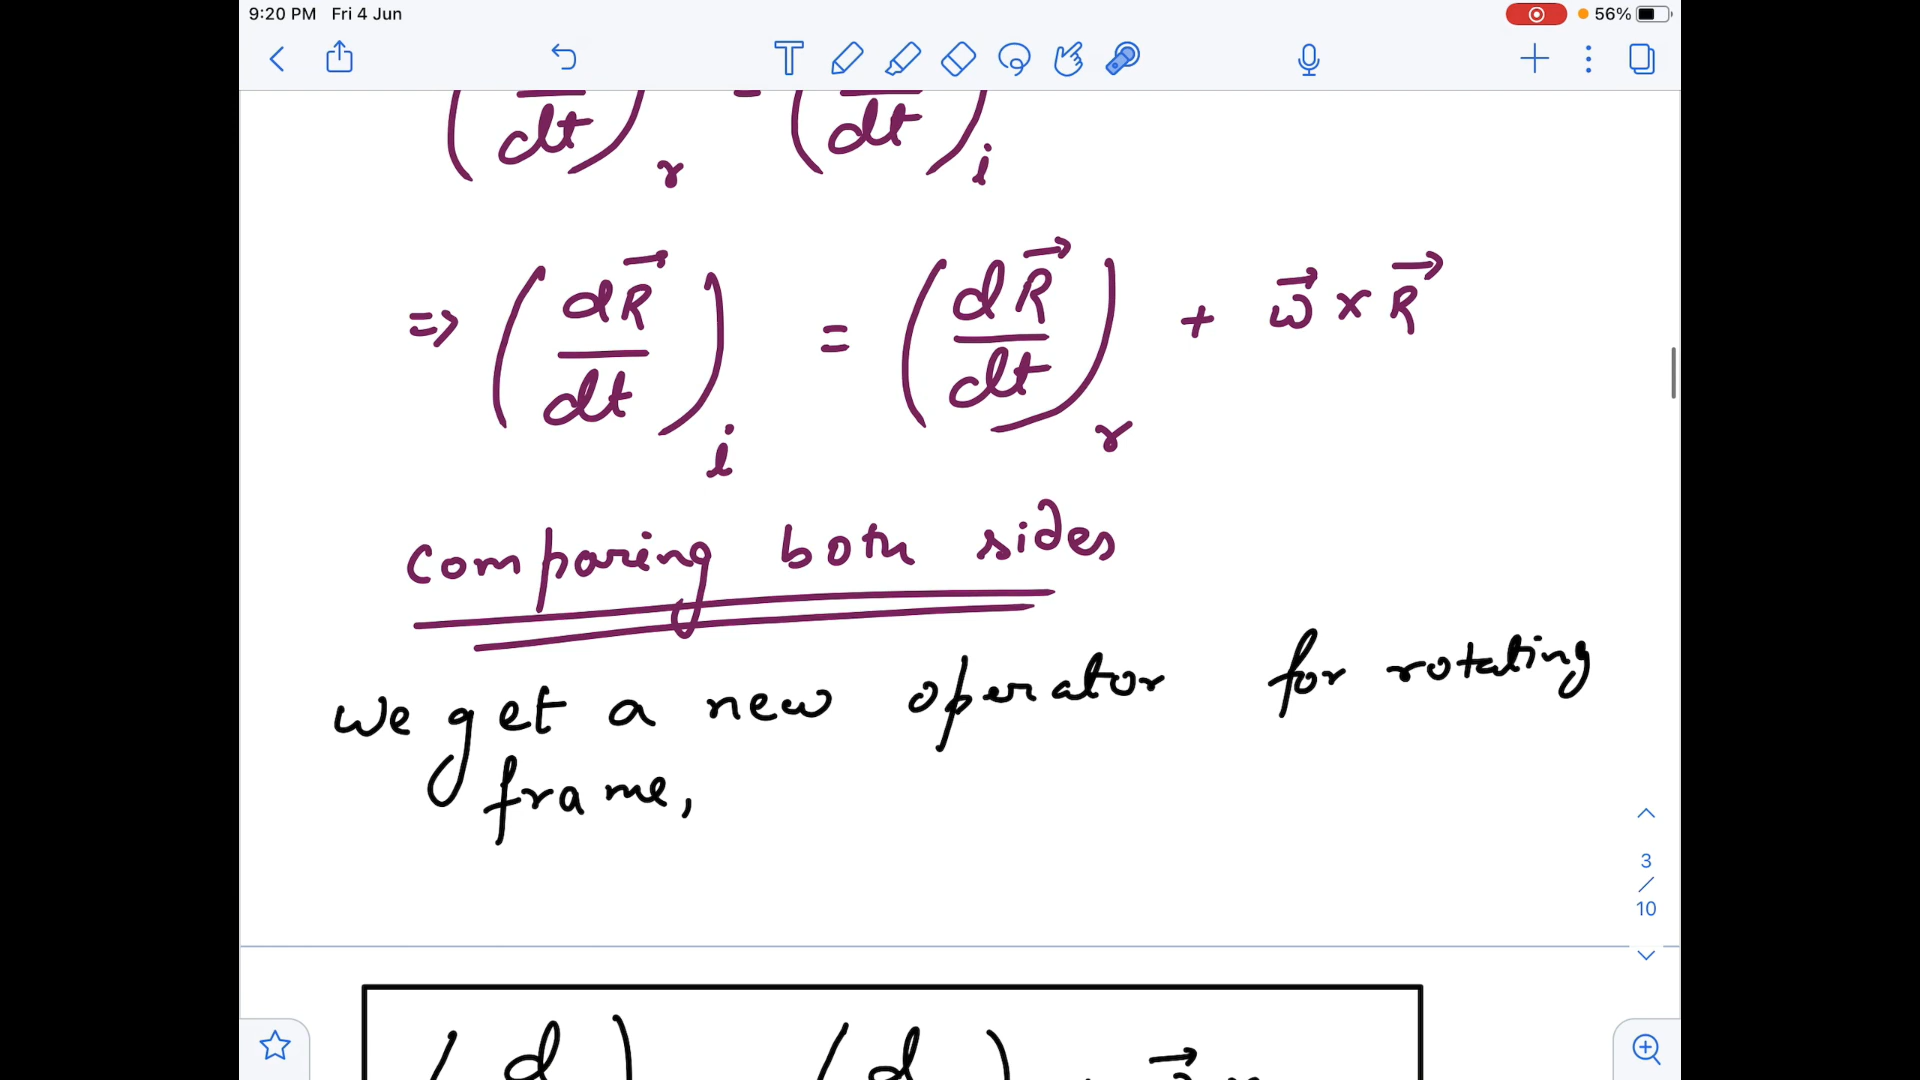 9:20 PM Fri 4 Jun 56%
T
( dt )r = ( dt )i
=> ( dR⃗ / dt )i = ( dR⃗ / dt )r + ω⃗ × R⃗
comparing both sides
we get a new operator for rotating
frame,
3
/
10
( d ) ( d )